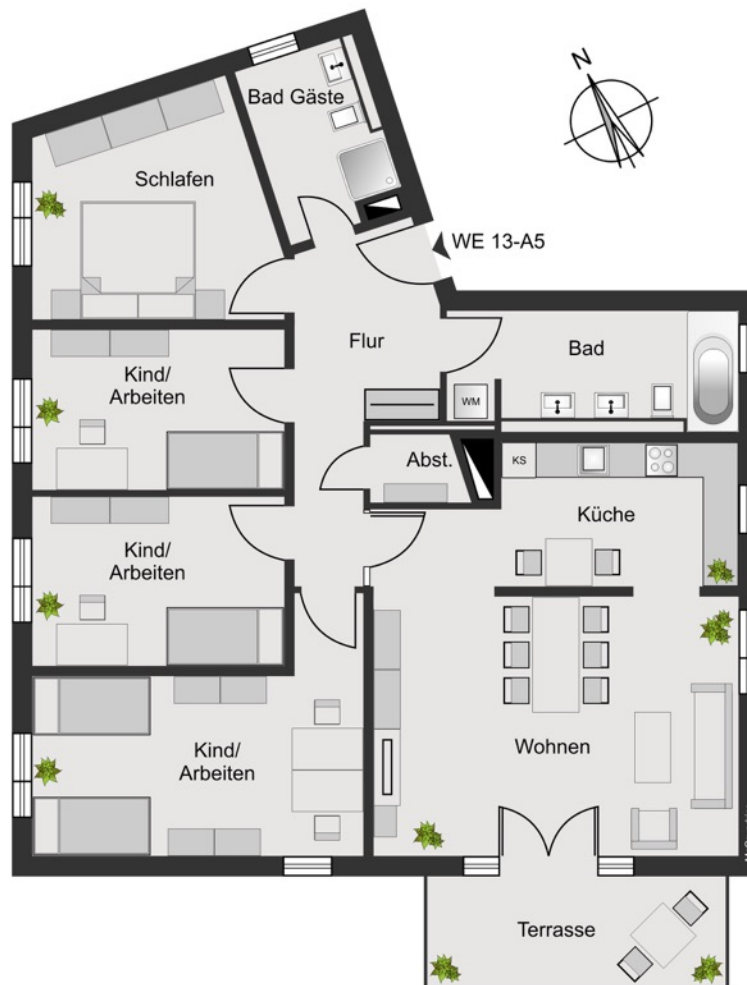 N
Bad Gäste
Schlafen
WE 13-A5
Flur
Bad
Kind/
Arbeiten
WM
Abst.
KS
Küche
Kind/
Arbeiten
Wohnen
Kind/
Arbeiten
Terrasse